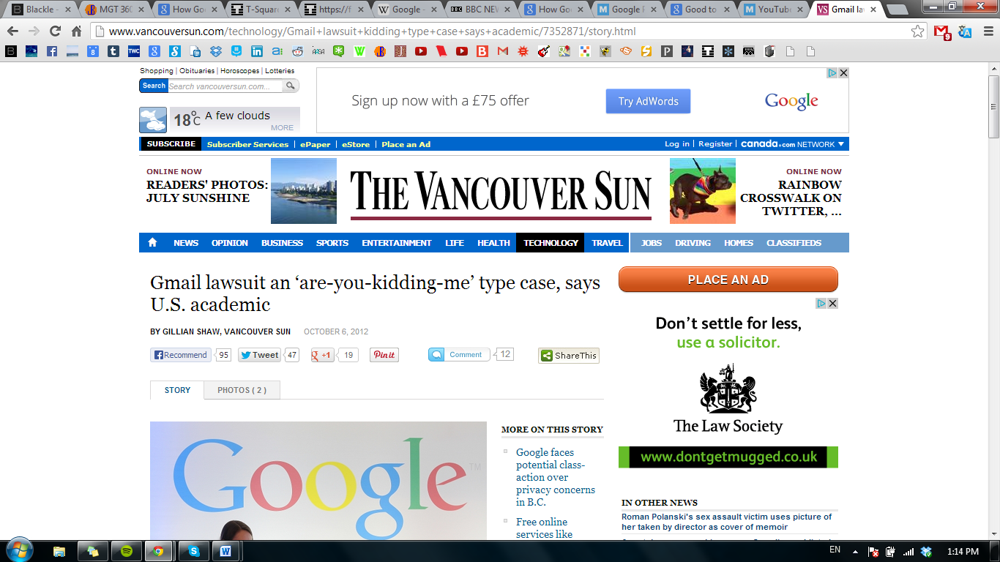 Blackle -
MGT 360
How Goo
T-Square
https://f
Google -
BBC NEW
How Goo
Google P
Good to
YouTube
Gmail law
www.vancouversun.com/technology/Gmail+lawsuit+kidding+type+case+says+academic/7352871/story.html
Shopping | Obituaries | Horoscopes | Lotteries
Search Search vancouversun.com...
18°C A few clouds
MORE
Sign up now with a £75 offer
Try AdWords
Google
SUBSCRIBE Subscriber Services | ePaper | eStore | Place an Ad
Log in | Register | canada.com NETWORK
ONLINE NOW
READERS' PHOTOS:
JULY SUNSHINE
THE VANCOUVER SUN
ONLINE NOW
RAINBOW
CROSSWALK ON
TWITTER, ...
NEWS OPINION BUSINESS SPORTS ENTERTAINMENT LIFE HEALTH TECHNOLOGY TRAVEL JOBS DRIVING HOMES CLASSIFIEDS
Gmail lawsuit an ‘are-you-kidding-me’ type case, says
U.S. academic
BY GILLIAN SHAW, VANCOUVER SUN OCTOBER 6, 2012
Recommend 95 Tweet 47 +1 19 Pin it Comment 12 ShareThis
STORY PHOTOS ( 2 )
Google TM
MORE ON THIS STORY
Google faces
potential class-
action over
privacy concerns
in B.C.
Free online
services like
PLACE AN AD
Don’t settle for less,
use a solicitor.
The Law Society
www.dontgetmugged.co.uk
IN OTHER NEWS
Roman Polanski's sex assault victim uses picture of
her taken by director as cover of memoir
EN 1:14 PM